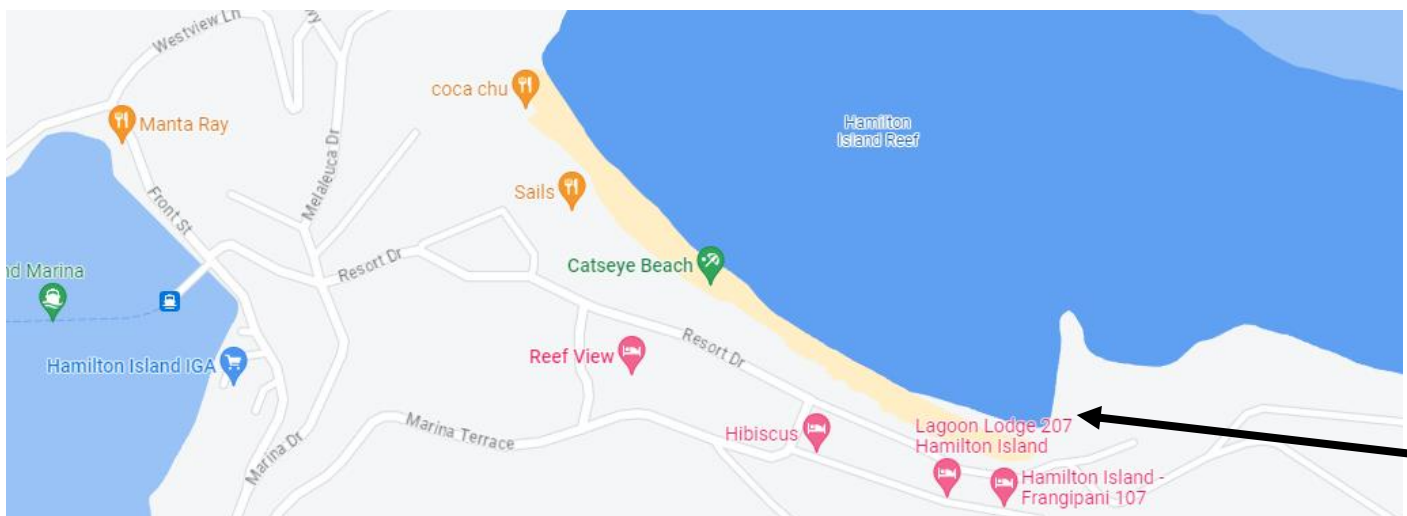 Westview Ln
wy
coca chu
Manta Ray
Hamilton
Island Reef
Melaleuca Dr
Sails
Front St
Resort Dr
Catseye Beach
nd Marina
Resort Dr
Reef View
Hamilton Island IGA
Marina Terrace
Hibiscus
Lagoon Lodge 207
Hamilton Island
Marina Dr
Hamilton Island -
Frangipani 107